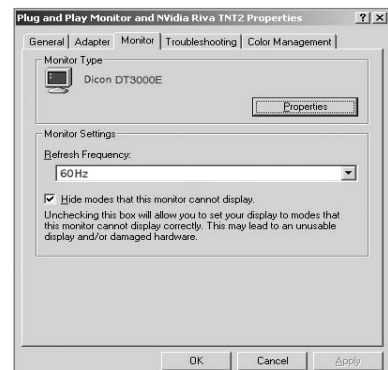 Plug and Play Monitor and NVidia Riva TNT2 Properties
General
Adapter
Monitor
Troubleshooting
Color Management
Monitor Type
Dicon DT3000E
Properties
Monitor Settings
Refresh Frequency:
60Hz
Hide modes that this monitor cannot display.
Unchecking this box will allow you to set your display to modes that
this monitor cannot display correctly. This may lead to an unusable
display and/or damaged hardware.
OK
Cancel
Apply